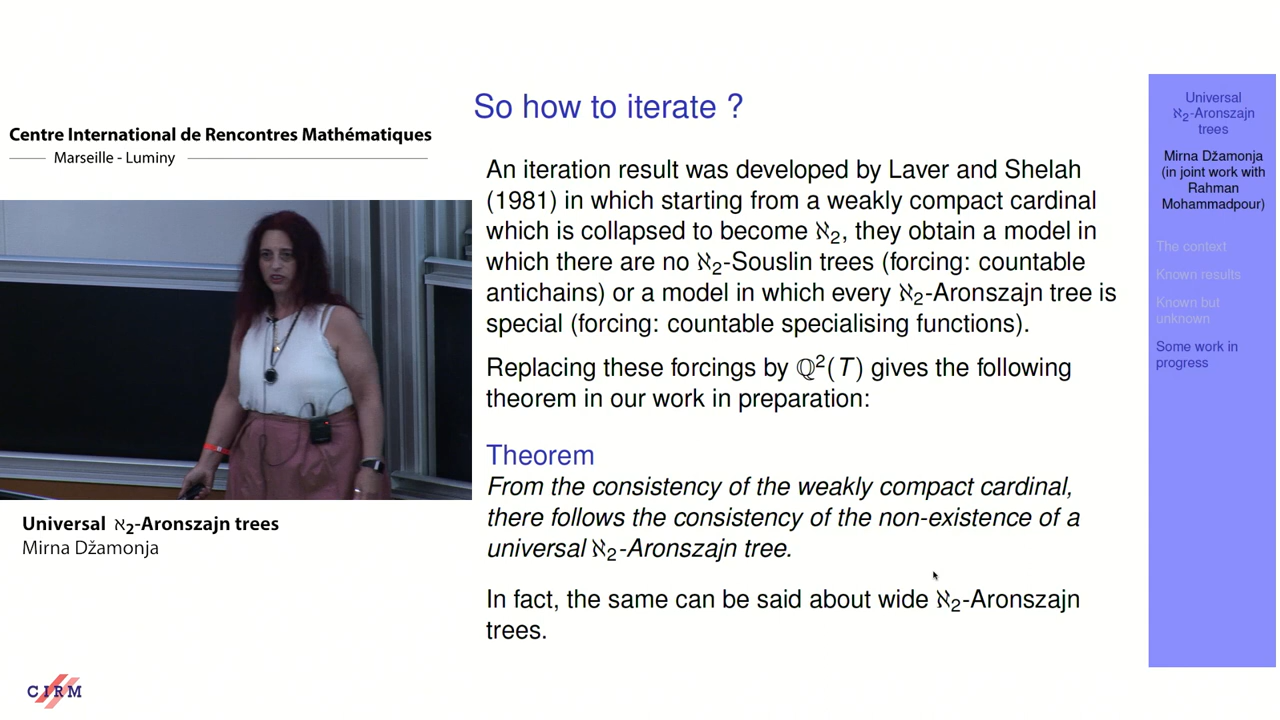 So how to iterate ?
Centre International de Rencontres Mathématiques
Marseille - Luminy
An iteration result was developed by Laver and Shelah
(1981) in which starting from a weakly compact cardinal
which is collapsed to become ℵ₂, they obtain a model in
which there are no ℵ₂-Souslin trees (forcing: countable
antichains) or a model in which every ℵ₂-Aronszajn tree is
special (forcing: countable specialising functions).
Replacing these forcings by ℚ²(T) gives the following
theorem in our work in preparation:
Theorem
From the consistency of the weakly compact cardinal,
there follows the consistency of the non-existence of a
universal ℵ₂-Aronszajn tree.
In fact, the same can be said about wide ℵ₂-Aronszajn
trees.
Universal ℵ₂-Aronszajn trees
Mirna Džamonja
CIRM
Universal
ℵ₂-Aronszajn
trees
Mirna Džamonja
(in joint work with
Rahman
Mohammadpour)
The context
Known results
Known but
unknown
Some work in
progress